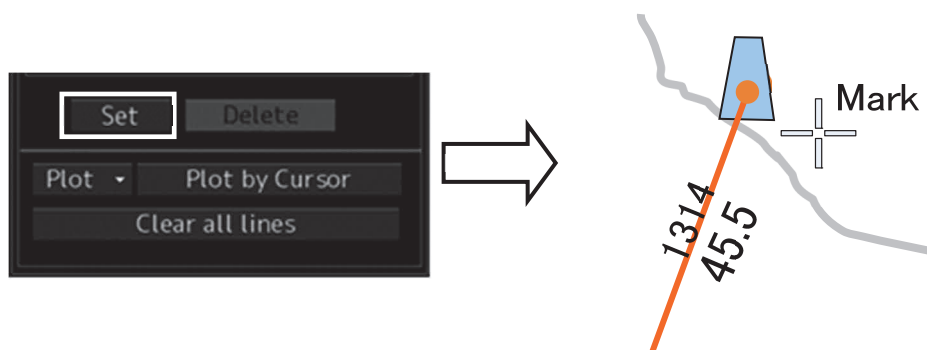 Set Delete
Plot Plot by Cursor
Clear all lines
Mark
1314
45.5